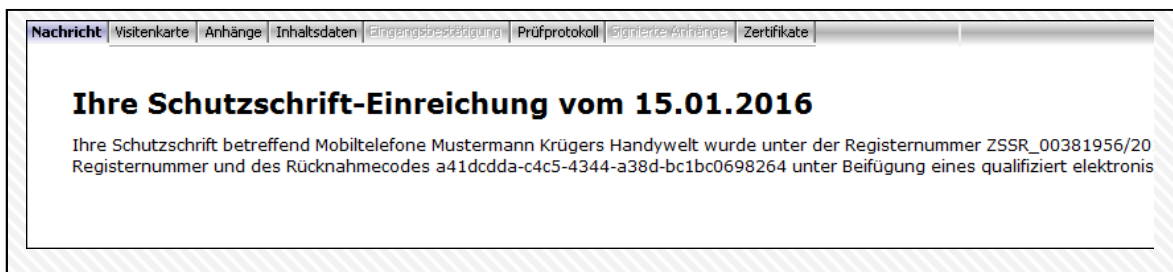 Nachricht Visitenkarte Anhänge Inhaltsdaten Eingangsbestätigung Prüfprotokoll Signierte Anhänge Zertifikate
Ihre Schutzschrift-Einreichung vom 15.01.2016
Ihre Schutzschrift betreffend Mobiltelefone Mustermann Krügers Handywelt wurde unter der Registernummer ZSSR_00381956/20
Registernummer und des Rücknahmecodes a41dcdda-c4c5-4344-a38d-bc1bc0698264 unter Beifügung eines qualifiziert elektronis